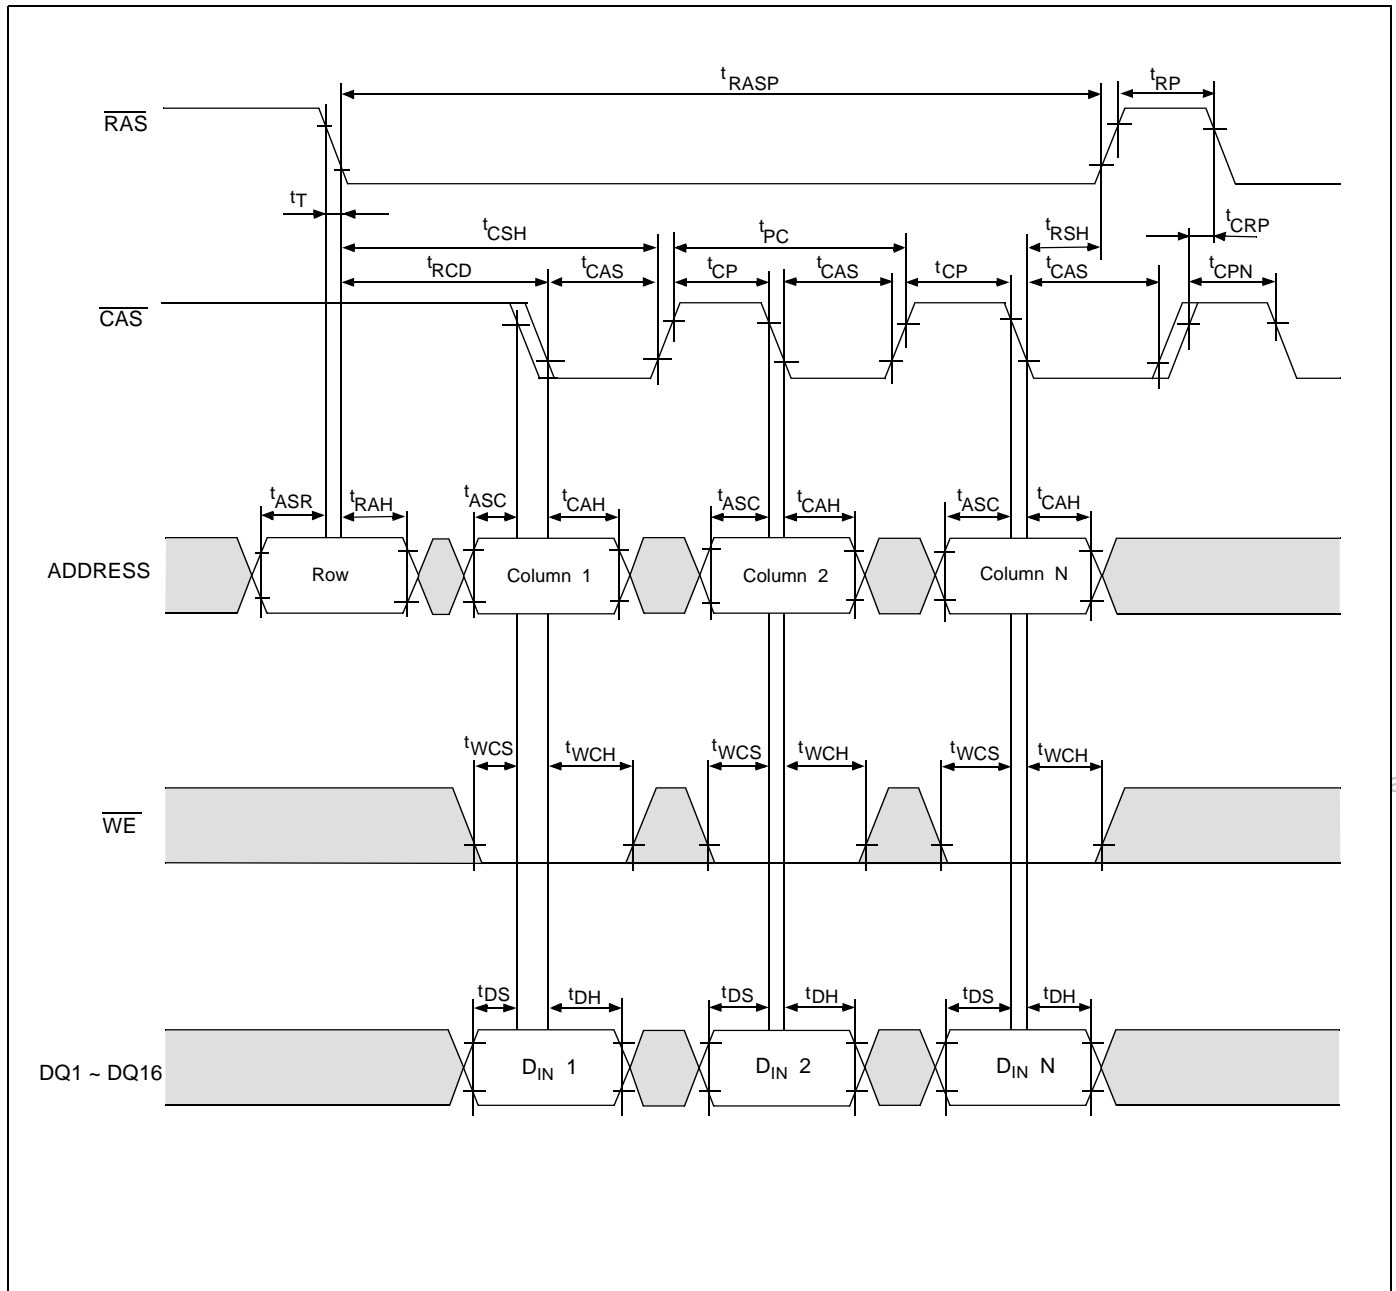 tRASP tRP
RAS
tT
tCSH tPC tRSH tCRP
tRCD tCAS tCP tCAS tCP tCAS tCPN
CAS
tASR tRAH tASC tCAH tASC tCAH tASC tCAH
ADDRESS Row Column 1 Column 2 Column N
tWCS tWCH tWCS tWCH tWCS tWCH
WE
tDS tDH tDS tDH tDS tDH
DQ1 ~ DQ16 DIN 1 DIN 2 DIN N